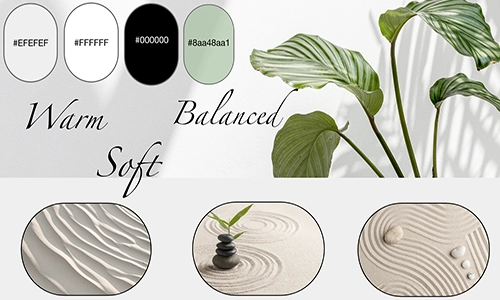 #EFEFEF
#FFFFFF
#000000
#8aa48aa1
Warm
Balanced
Soft